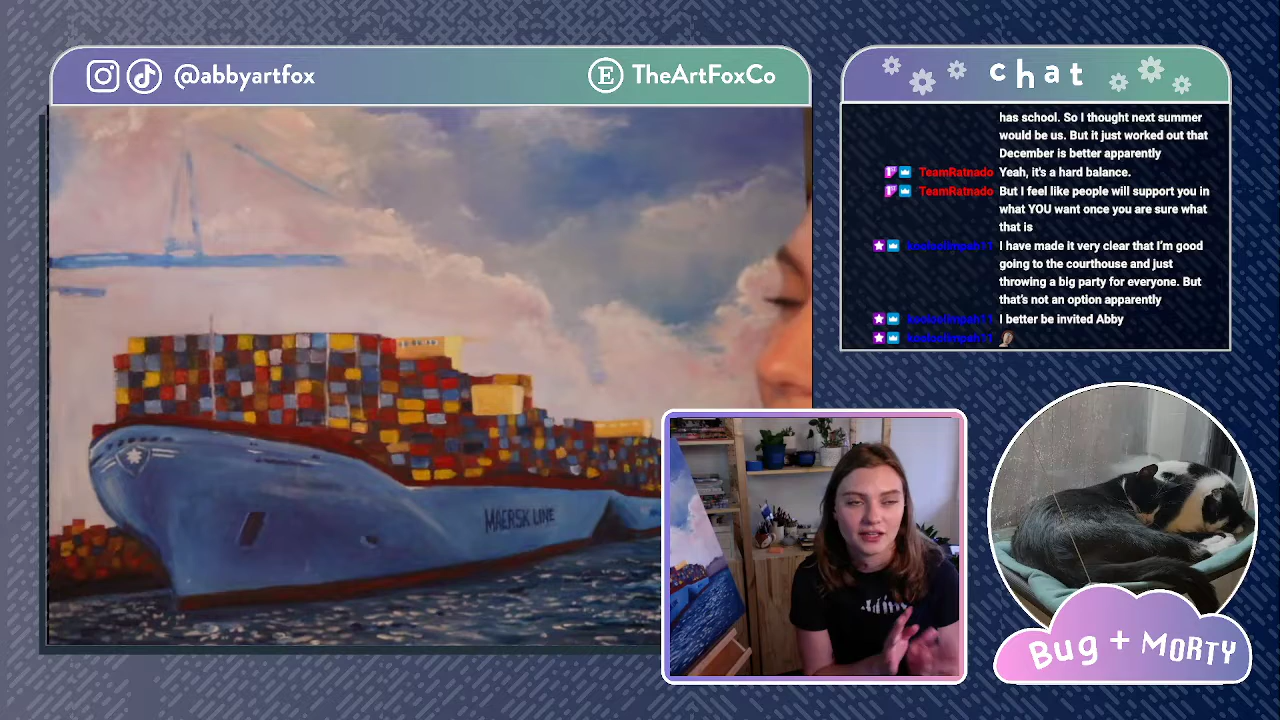 @abbyartfox
TheArtFoxCo
chat
has school. So I thought next summer
would be us. But it just worked out that
December is better apparently
TeamRatnado Yeah, it's a hard balance.
TeamRatnado But I feel like people will support you in
what YOU want once you are sure what
that is
I have made it very clear that I'm good
going to the courthouse and just
throwing a big party for everyone. But
that's not an option apparently
I better be invited Abby
MAERSK LINE
Bug + MORTY